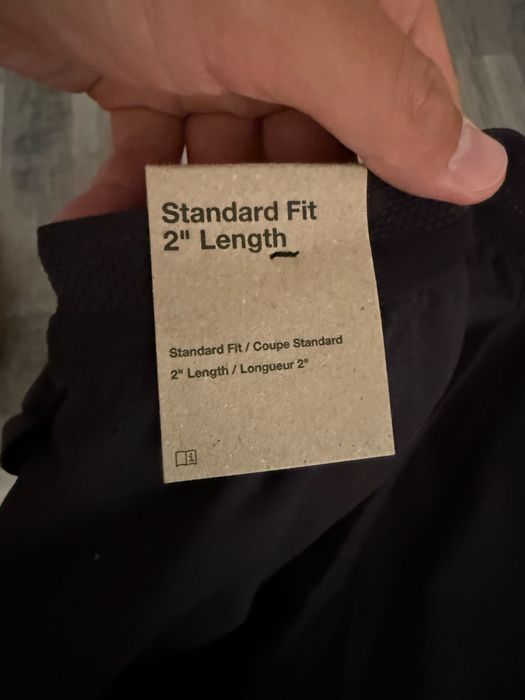 Standard Fit
2" Length
Standard Fit / Coupe Standard
2" Length / Longueur 2"